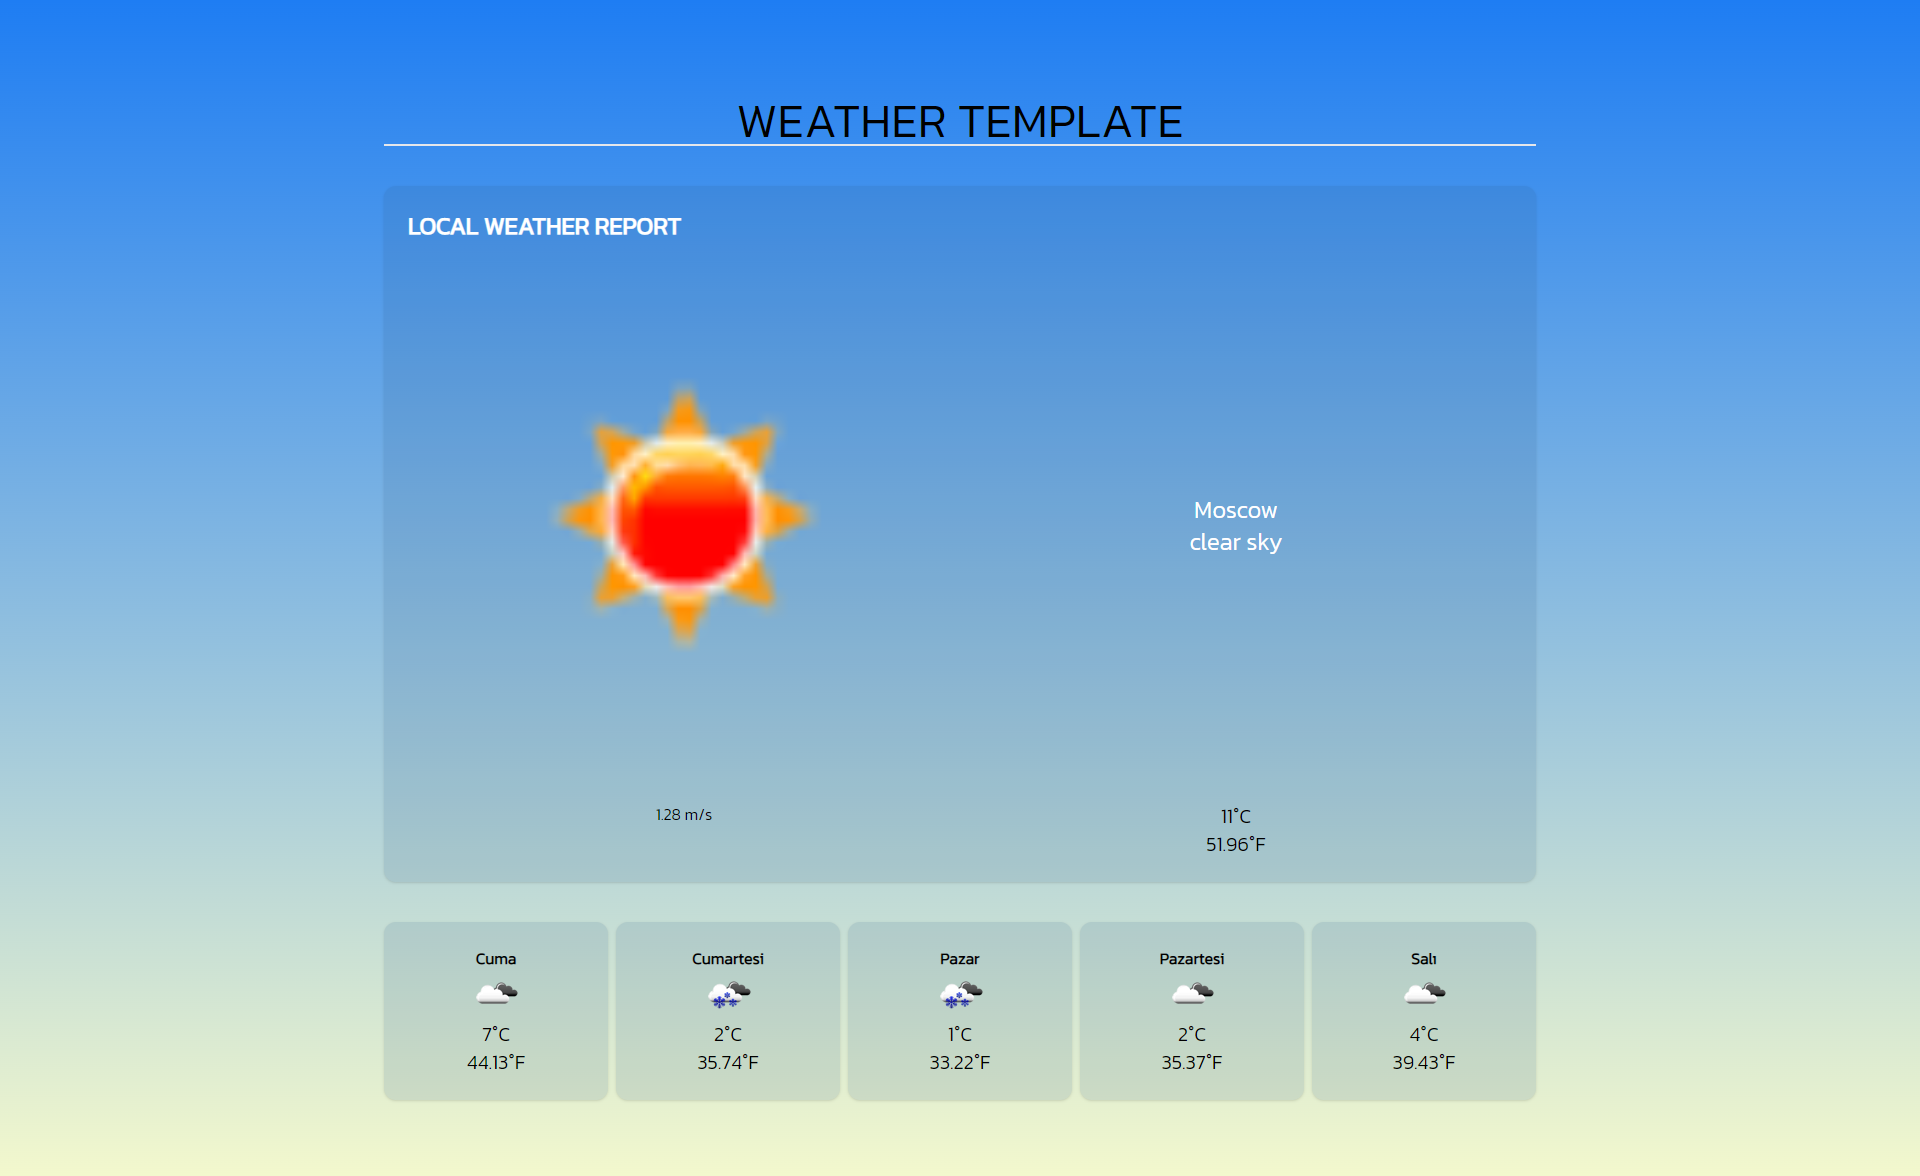 WEATHER TEMPLATE
LOCAL WEATHER REPORT
Moscow
clear sky
1.28 m/s
11°C
51.96°F
Cuma
7°C
44.13°F
Cumartesi
2°C
35.74°F
Pazar
1°C
33.22°F
Pazartesi
2°C
35.37°F
Salı
4°C
39.43°F